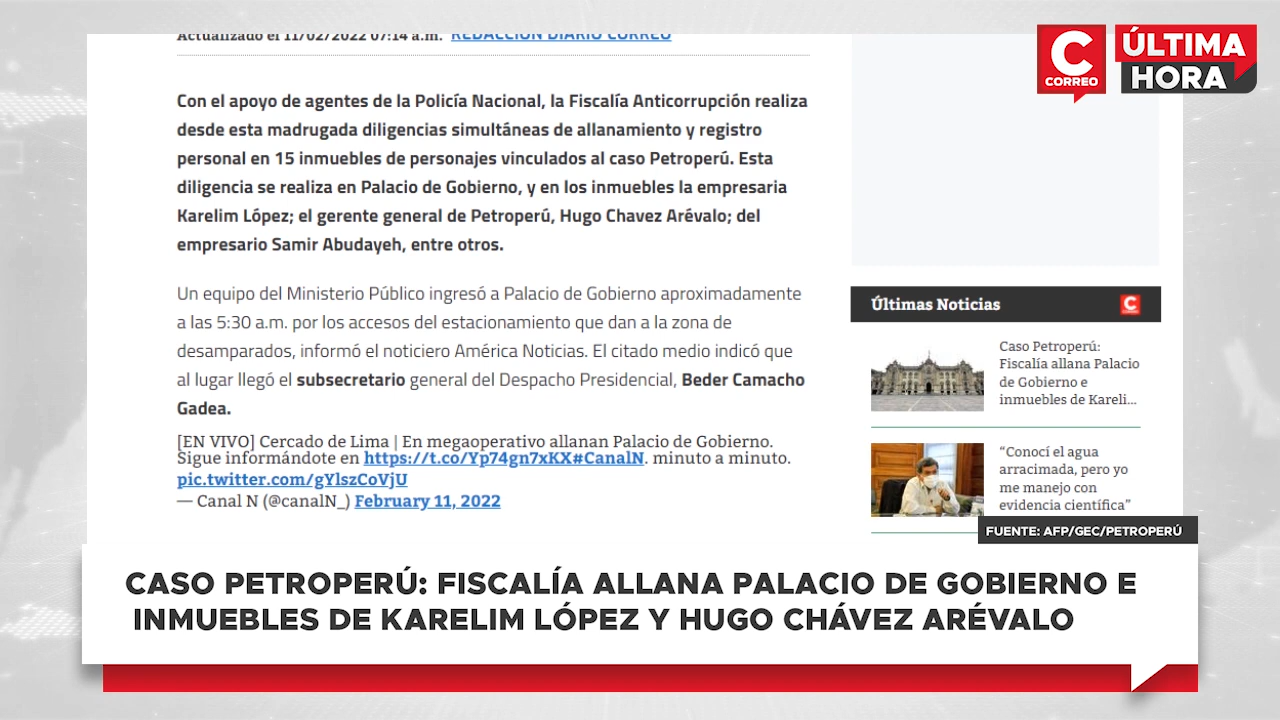 Actualizado el 11/02/2022 07:14 a.m. REDACCIÓN DIARIO CORREO
Con el apoyo de agentes de la Policía Nacional, la Fiscalía Anticorrupción realiza
desde esta madrugada diligencias simultáneas de allanamiento y registro
personal en 15 inmuebles de personajes vinculados al caso Petroperú. Esta
diligencia se realiza en Palacio de Gobierno, y en los inmuebles la empresaria
Karelim López; el gerente general de Petroperú, Hugo Chavez Arévalo; del
empresario Samir Abudayeh, entre otros.
Un equipo del Ministerio Público ingresó a Palacio de Gobierno aproximadamente
a las 5:30 a.m. por los accesos del estacionamiento que dan a la zona de
desamparados, informó el noticiero América Noticias. El citado medio indicó que
al lugar llegó el subsecretario general del Despacho Presidencial, Beder Camacho
Gadea.
[EN VIVO] Cercado de Lima | En megaoperativo allanan Palacio de Gobierno.
Sigue informándote en https://t.co/Yp74gn7xKX#CanalN. minuto a minuto.
pic.twitter.com/gYlszCoVjU
— Canal N (@canalN_) February 11, 2022
C
CORREO
ÚLTIMA
HORA
Últimas Noticias
C
Caso Petroperú:
Fiscalía allana Palacio
de Gobierno e
inmuebles de Kareli...
“Conocí el agua
arracimada, pero yo
me manejo con
evidencia científica”
FUENTE: AFP/GEC/PETROPERÚ
CASO PETROPERÚ: FISCALÍA ALLANA PALACIO DE GOBIERNO E
INMUEBLES DE KARELIM LÓPEZ Y HUGO CHÁVEZ ARÉVALO